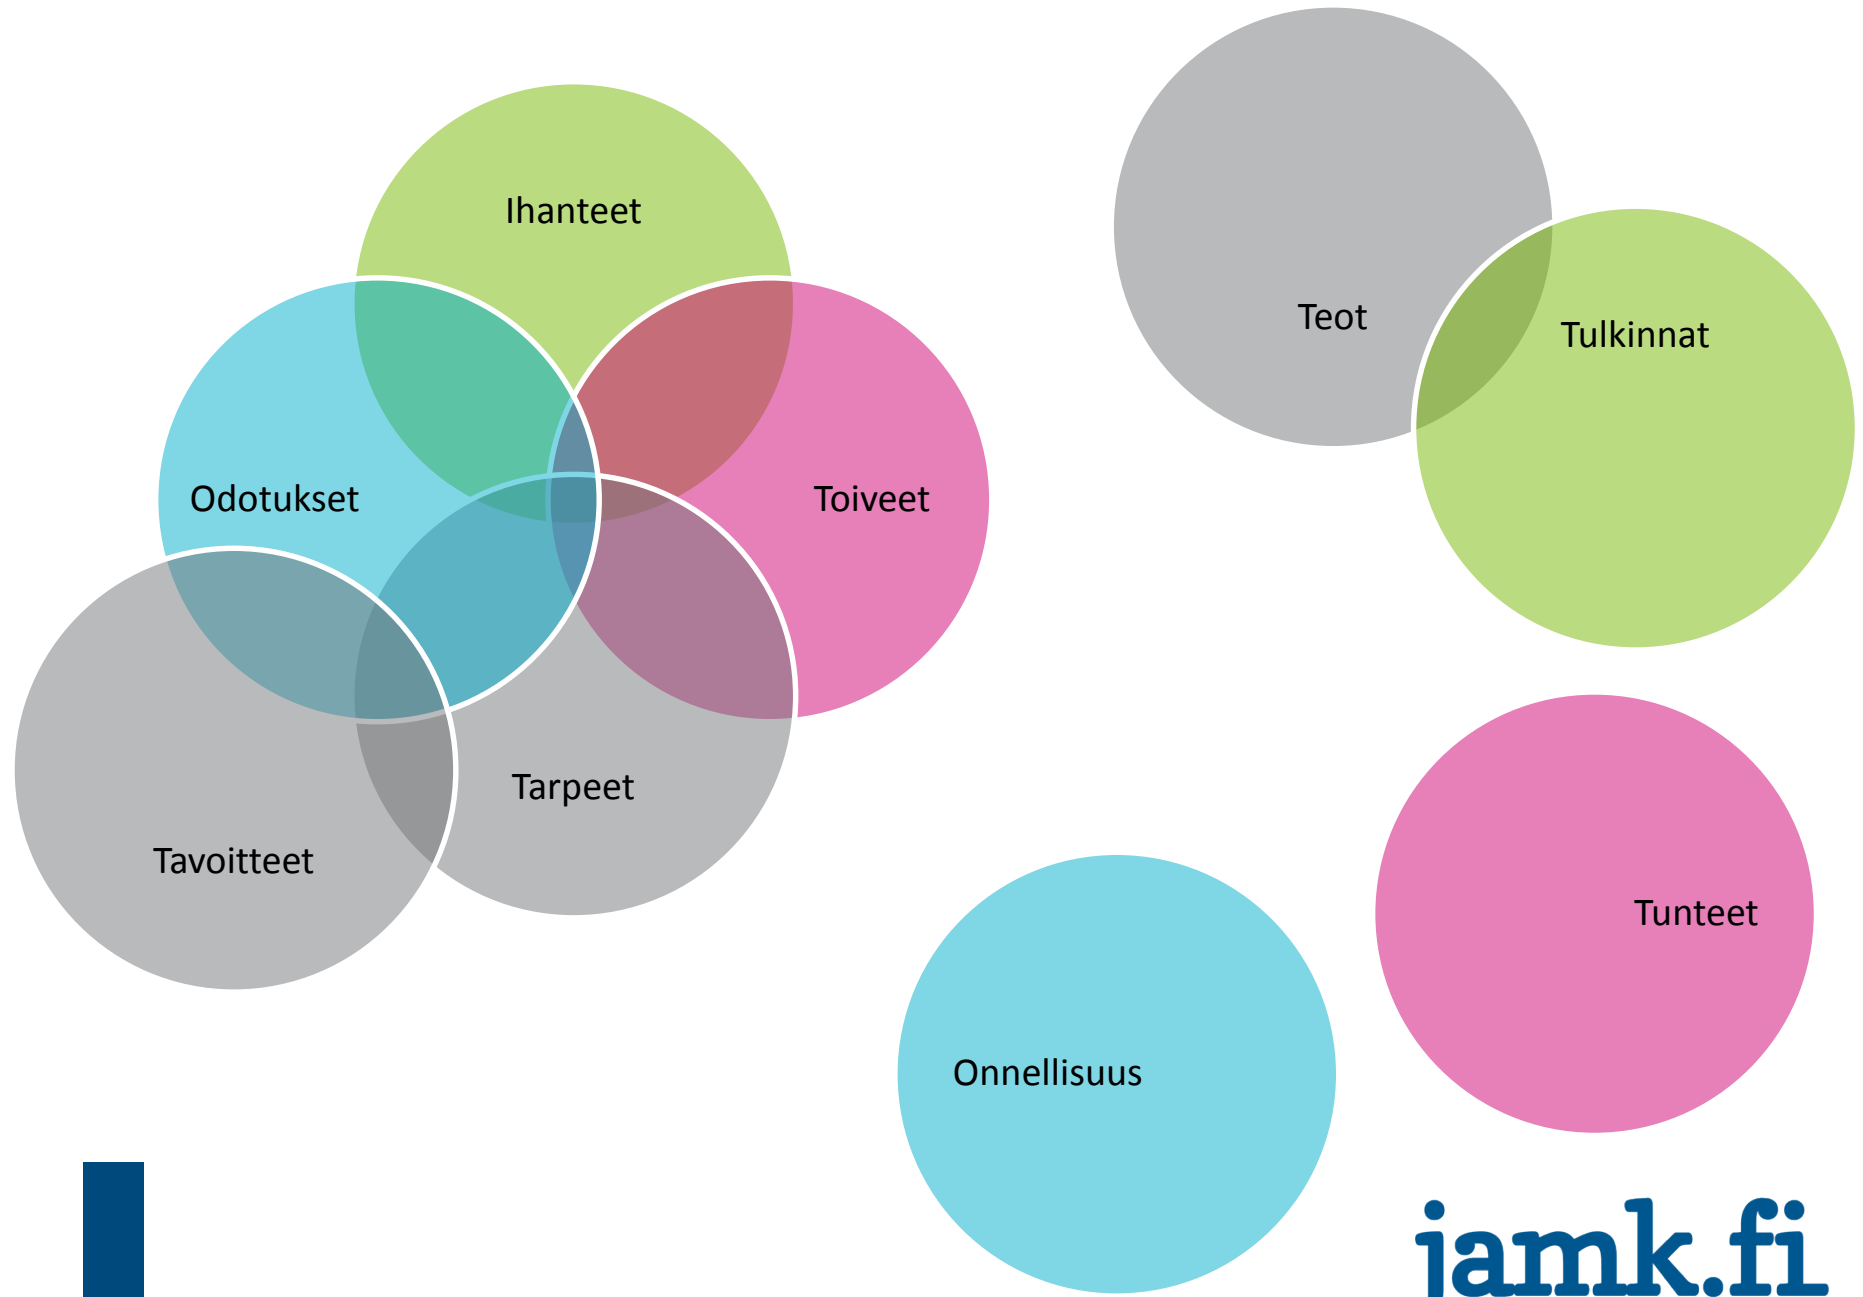 Ihanteet
Teot
Tulkinnat
Odotukset
Toiveet
Tarpeet
Tavoitteet
Tunteet
Onnellisuus
jamk.fi